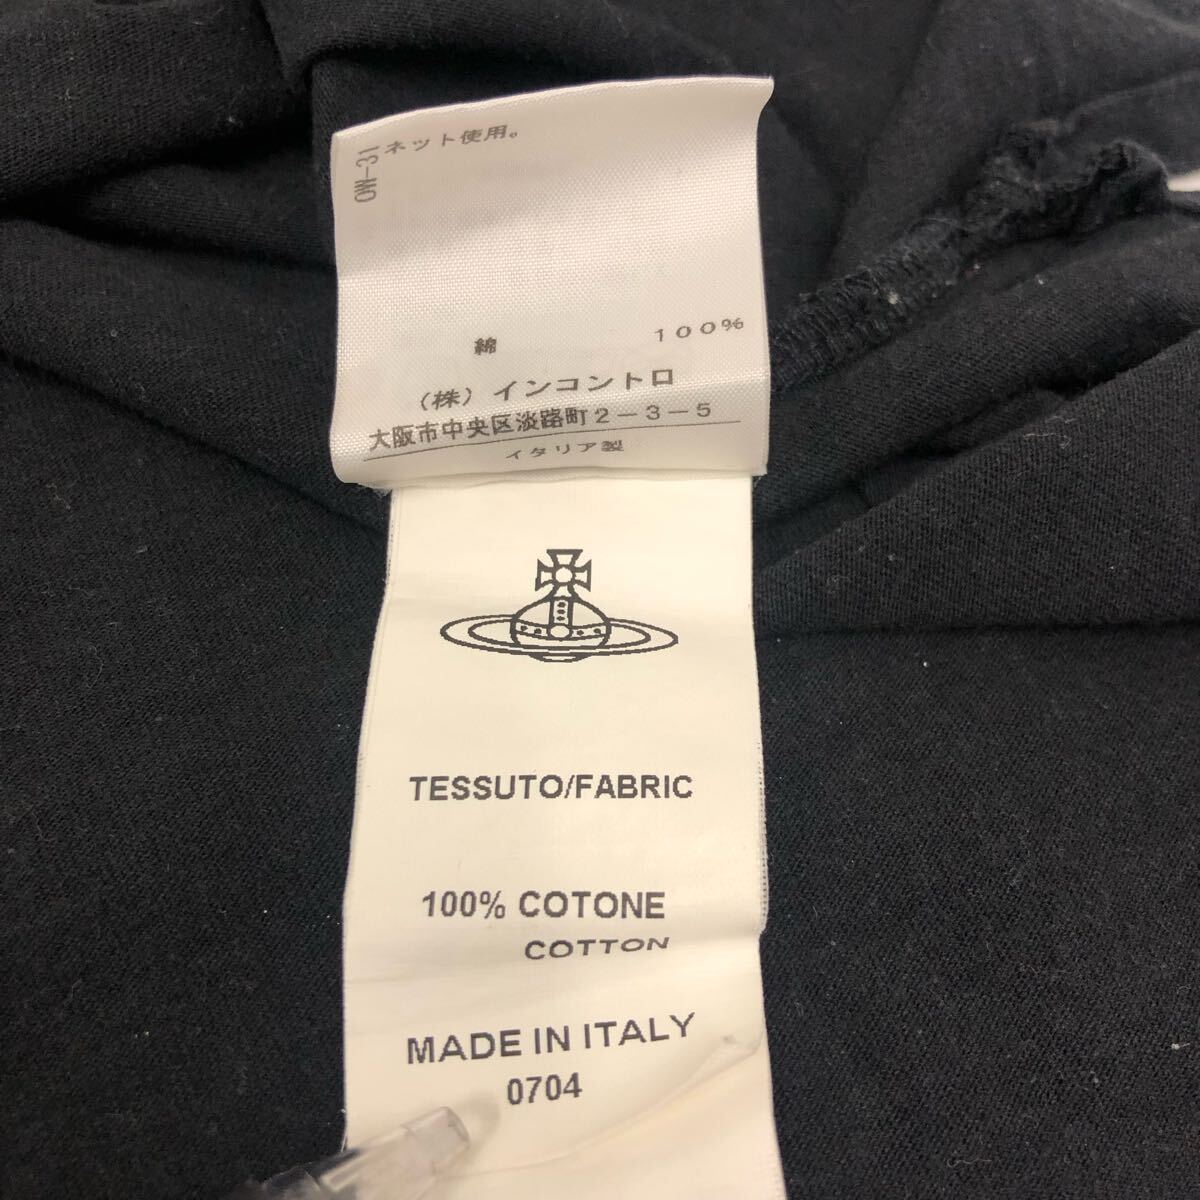 ネット使用。
OW-31
綿 100%
(株)インコントロ
大阪市中央区淡路町2-3-5
イタリア製
TESSUTO/FABRIC
100% COTONE
COTTON
MADE IN ITALY
0704